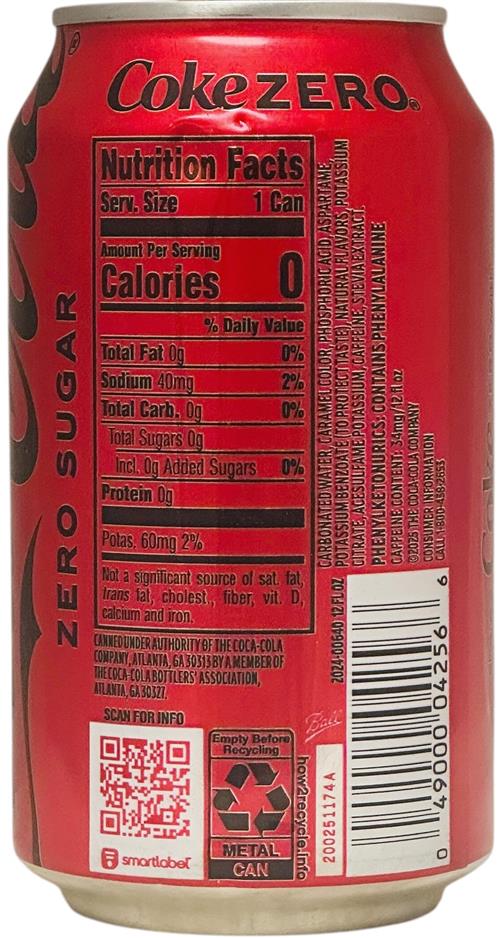 Coke ZERO®
ZERO SUGAR
Nutrition Facts
Serv. Size 1 Can
Amount Per Serving
Calories 0
% Daily Value
Total Fat 0g 0%
Sodium 40mg 2%
Total Carb. 0g 0%
Total Sugars 0g
Incl. 0g Added Sugars 0%
Protein 0g
Potas. 60mg 2%
Not a significant source of sat. fat,
trans fat, cholest., fiber, vit. D,
calcium and iron.
CANNED UNDER AUTHORITY OF THE COCA-COLA
COMPANY, ATLANTA, GA 30313 BY A MEMBER OF
THE COCA-COLA BOTTLERS' ASSOCIATION,
ATLANTA, GA 30327.
SCAN FOR INFO
smartlabel
Empty Before
Recycling
METAL
CAN
how2recycle.info
CARBONATED WATER, CARAMEL COLOR, PHOSPHORIC ACID, ASPARTAME,
POTASSIUM BENZOATE (TO PROTECT TASTE), NATURAL FLAVORS, POTASSIUM
CITRATE, ACESULFAME POTASSIUM, CAFFEINE, STEVIA EXTRACT.
PHENYLKETONURICS: CONTAINS PHENYLALANINE
CAFFEINE CONTENT: 34mg/12 fl oz
©2025 THE COCA-COLA COMPANY
CONSUMER INFORMATION
CALL 1-800-438-2653
2024-00640 12 FL OZ
Ball
200251174A
0 49000 04256 6